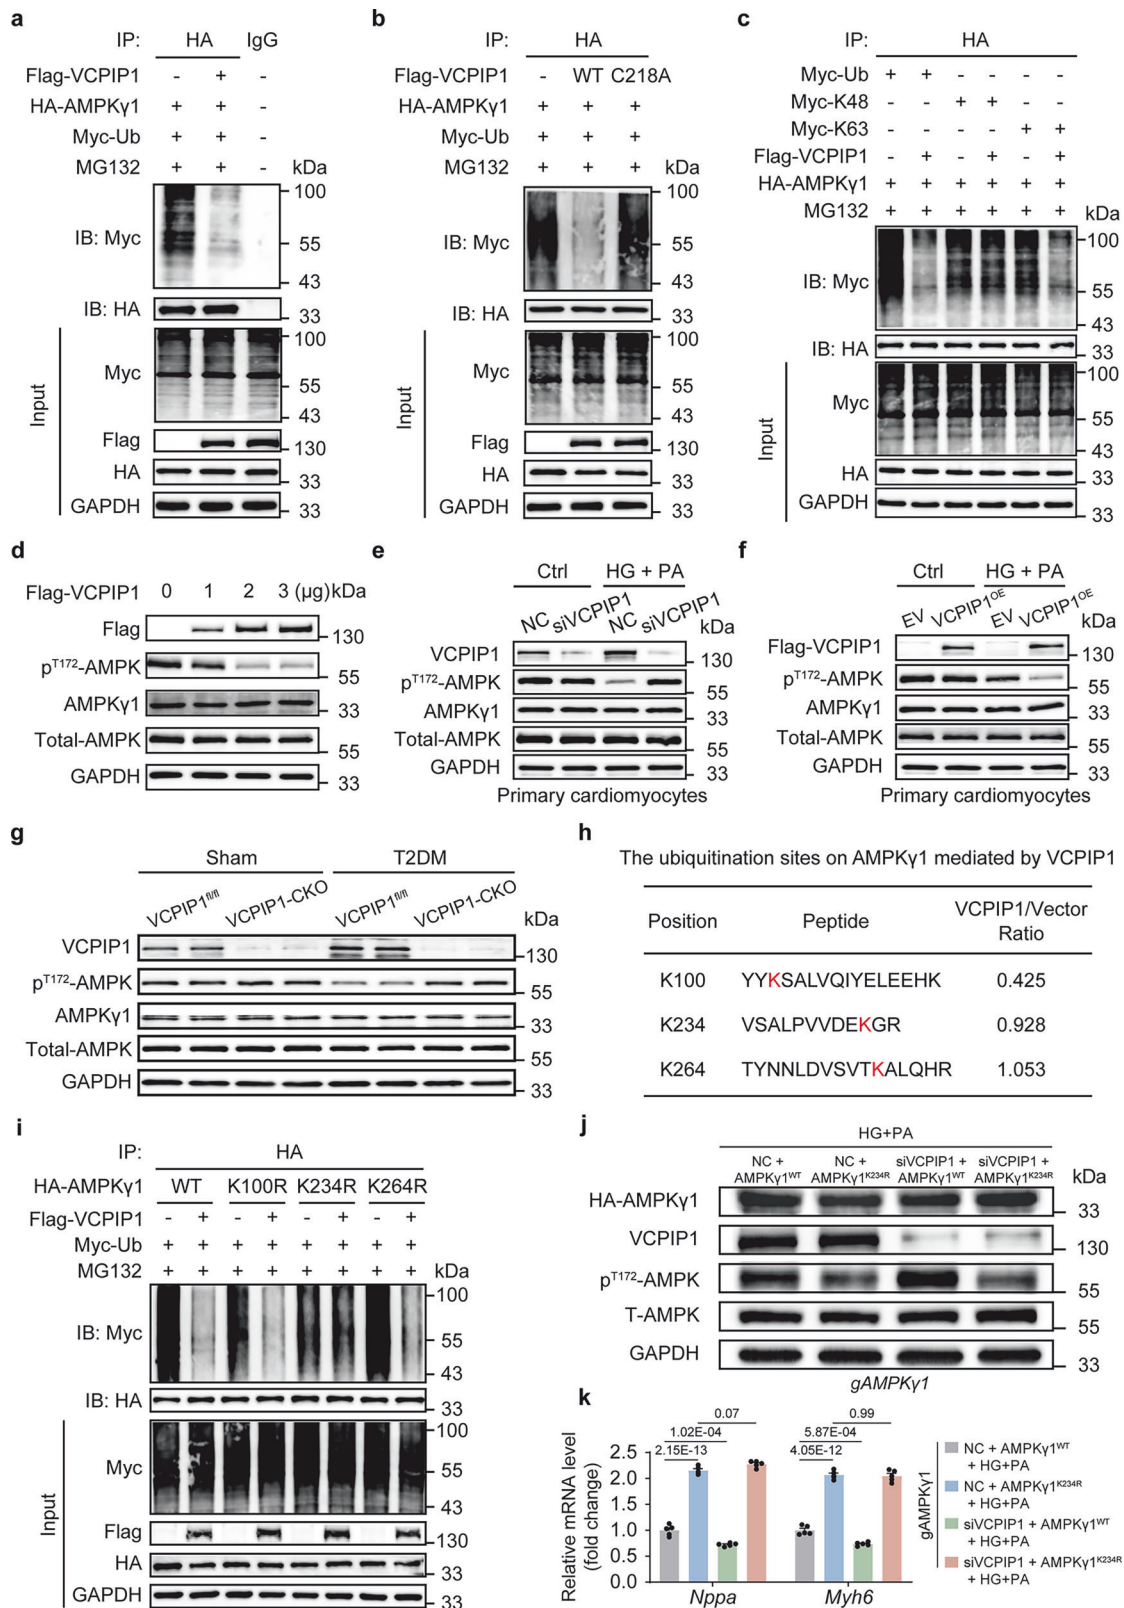 a
IP: HA IgG
Flag-VCPIP1 - + -
HA-AMPKγ1 + + -
Myc-Ub + + -
MG132 + + - kDa
IB: Myc 100
55
43
IB: HA 33
Input
Myc 100
55
43
Flag 130
HA 33
GAPDH 33
b
IP: HA
Flag-VCPIP1 - WT C218A
HA-AMPKγ1 + + +
Myc-Ub + + +
MG132 + + + kDa
IB: Myc 100
55
43
IB: HA 33
Input
Myc 100
55
43
Flag 130
HA 33
GAPDH 33
c
IP: HA
Myc-Ub + + - - - -
Myc-K48 - - + + - -
Myc-K63 - - - - + +
Flag-VCPIP1 - + - + - +
HA-AMPKγ1 + + + + + +
MG132 + + + + + + kDa
IB: Myc 100
55
43
IB: HA 33
Input
Myc 100
55
43
HA 33
GAPDH 33
d
Flag-VCPIP1 0 1 2 3 (μg) kDa
Flag 130
pT172-AMPK 55
AMPKγ1 33
Total-AMPK 55
GAPDH 33
e
Ctrl HG + PA
NC siVCPIP1 NC siVCPIP1 kDa
VCPIP1 130
pT172-AMPK 55
AMPKγ1 33
Total-AMPK 55
GAPDH 33
Primary cardiomyocytes
f
Ctrl HG + PA
EV VCPIP1OE EV VCPIP1OE kDa
Flag-VCPIP1 130
pT172-AMPK 55
AMPKγ1 33
Total-AMPK 55
GAPDH 33
Primary cardiomyocytes
g
Sham T2DM
VCPIP1fl/fl VCPIP1-CKO VCPIP1fl/fl VCPIP1-CKO kDa
VCPIP1 130
pT172-AMPK 55
AMPKγ1 33
Total-AMPK 55
GAPDH 33
h
The ubiquitination sites on AMPKγ1 mediated by VCPIP1
Position Peptide VCPIP1/Vector
Ratio
K100 YYKSALVQIYELEEHK 0.425
K234 VSALPVVDEKGR 0.928
K264 TYNNLDVSVTKALQHR 1.053
i
IP: HA
HA-AMPKγ1 WT K100R K234R K264R
Flag-VCPIP1 - + - + - + - +
Myc-Ub + + + + + + + +
MG132 + + + + + + + + kDa
IB: Myc 100
55
43
IB: HA 33
Input
Myc 100
55
43
Flag 130
HA 33
GAPDH 33
j
HG+PA
NC + NC + siVCPIP1 + siVCPIP1 +
AMPKγ1WT AMPKγ1K234R AMPKγ1WT AMPKγ1K234R kDa
HA-AMPKγ1 33
VCPIP1 130
pT172-AMPK 55
T-AMPK 55
GAPDH 33
gAMPKγ1
k
Relative mRNA level
(fold change)
2.5
2.0
1.5
1.0
0.5
0.0
0.07
1.02E-04
2.15E-13
0.99
5.87E-04
4.05E-12
Nppa Myh6
gAMPKγ1
NC + AMPKγ1WT
+ HG+PA
NC + AMPKγ1K234R
+ HG+PA
siVCPIP1 + AMPKγ1WT
+ HG+PA
siVCPIP1 + AMPKγ1K234R
+ HG+PA